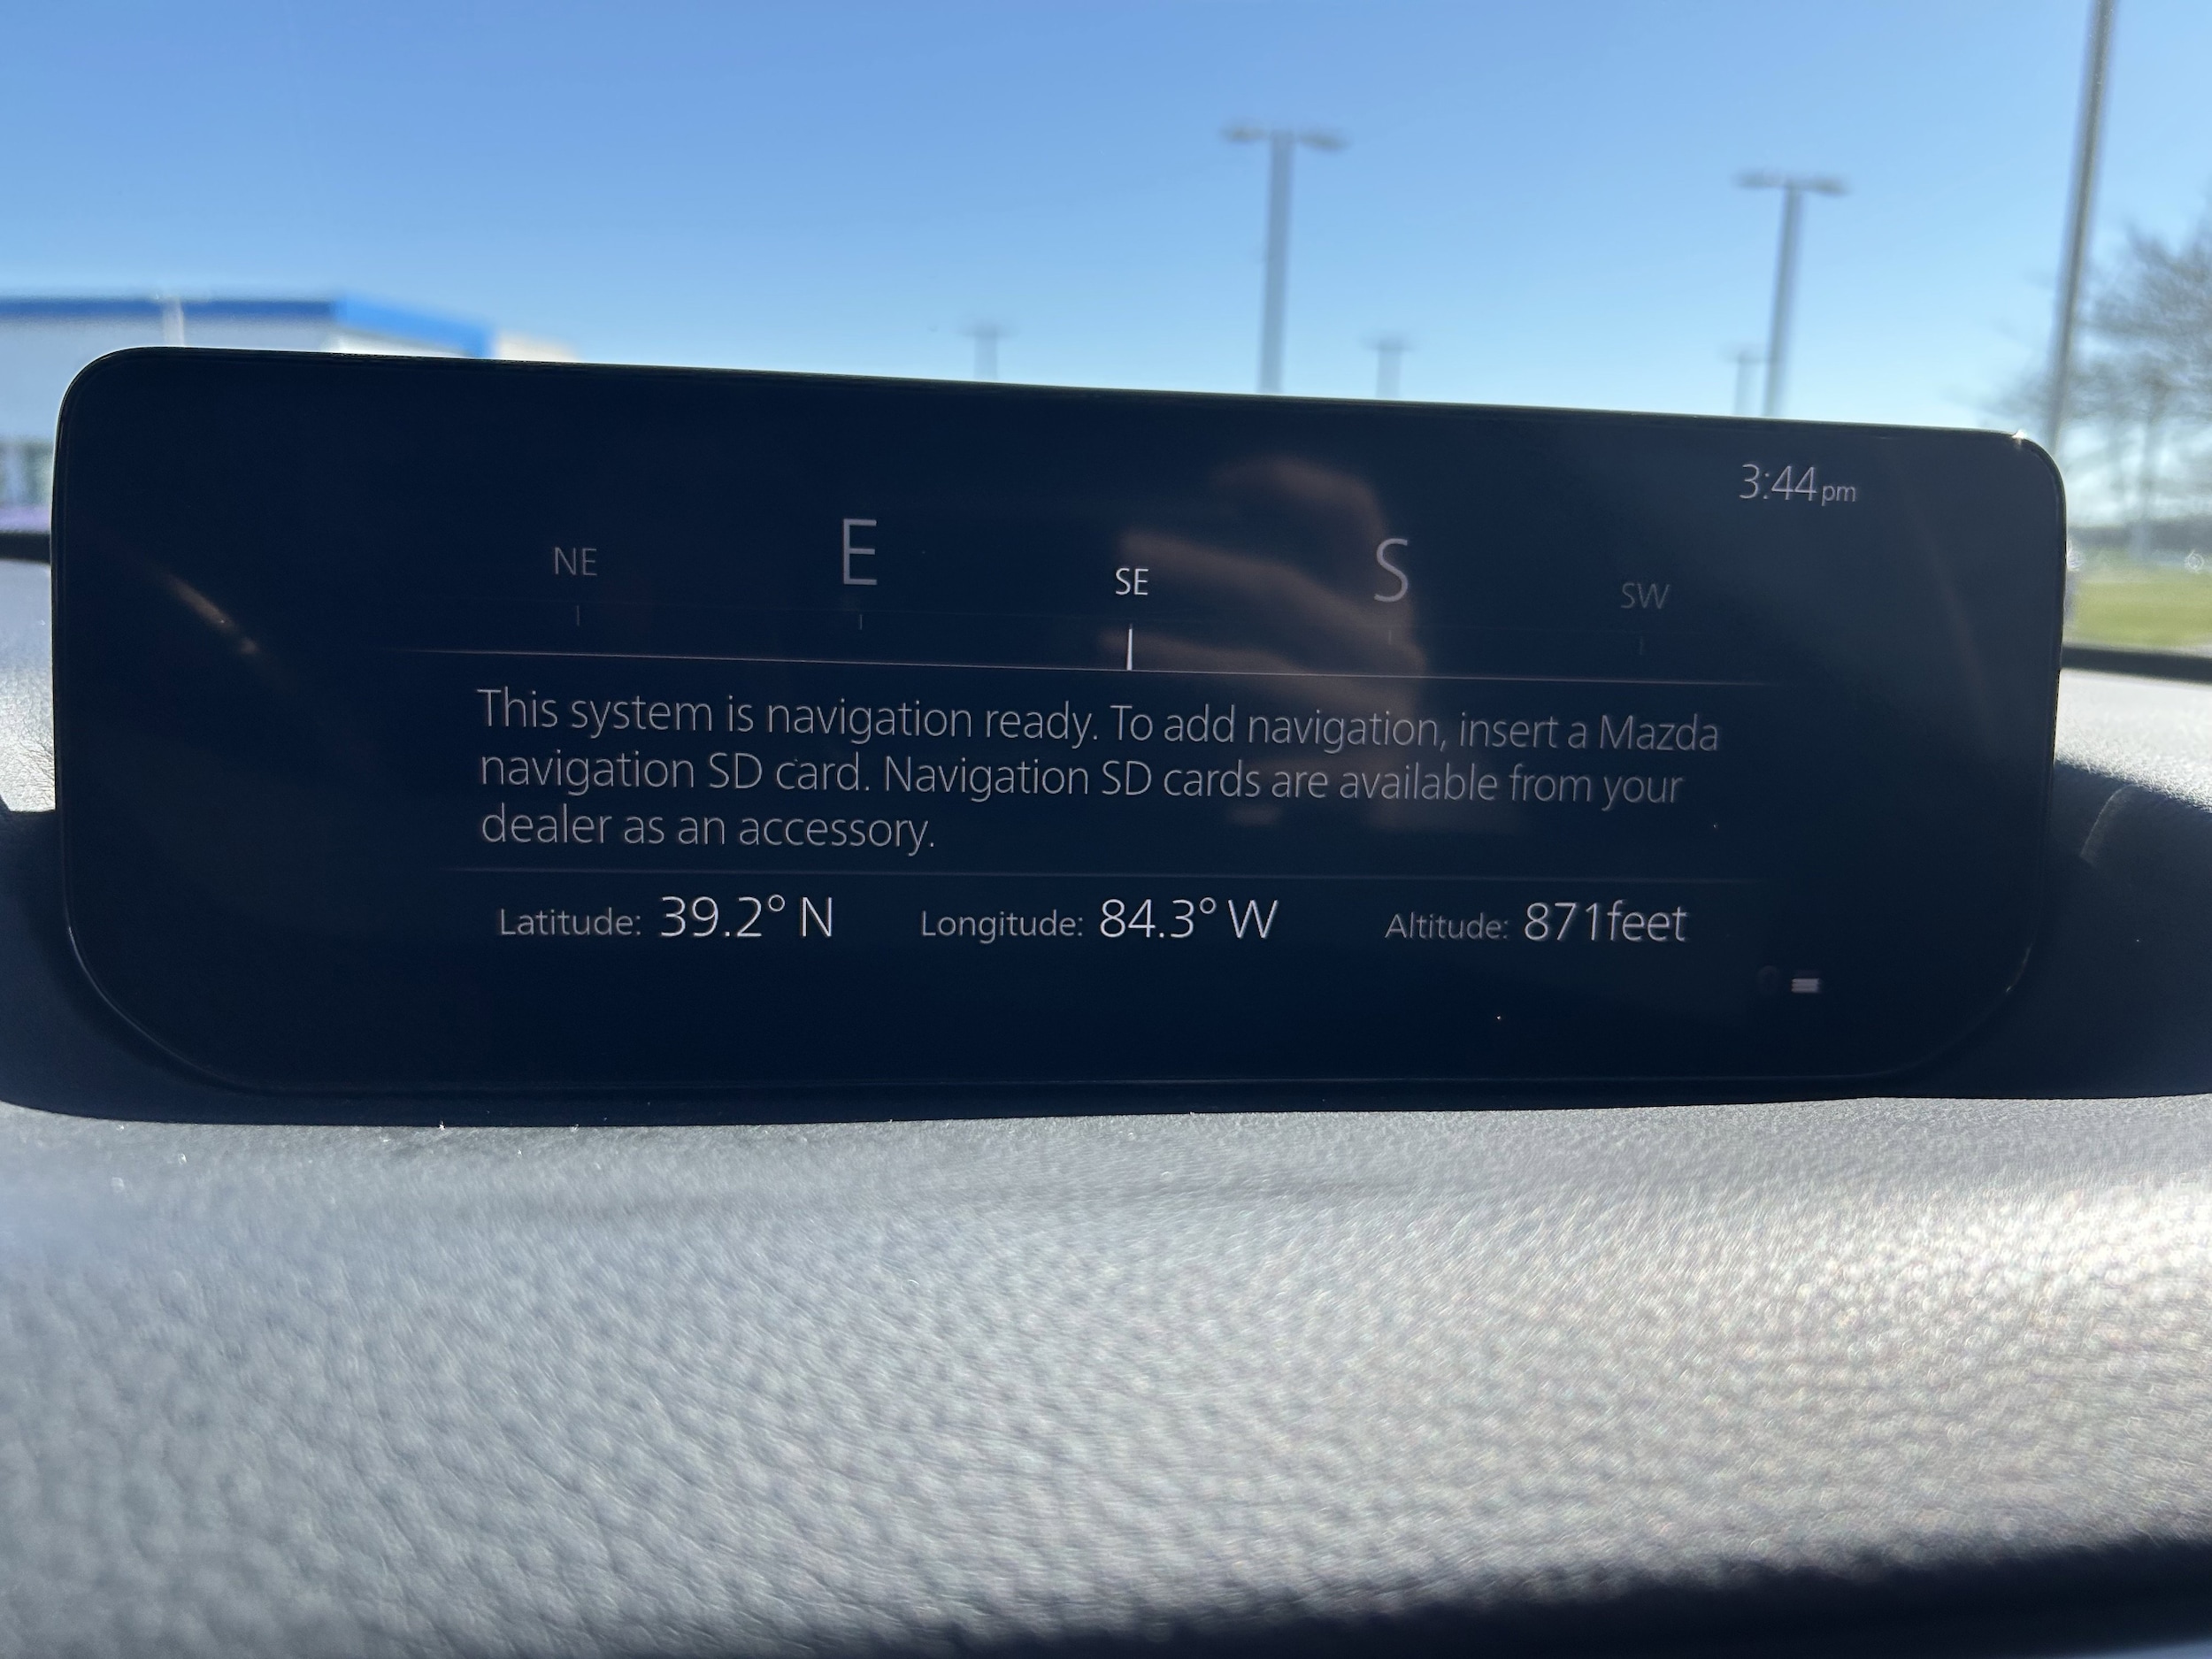 3:44pm
NE E SE S SW
This system is navigation ready. To add navigation, insert a Mazda
navigation SD card. Navigation SD cards are available from your
dealer as an accessory.
Latitude: 39.2° N Longitude: 84.3° W Altitude: 871feet